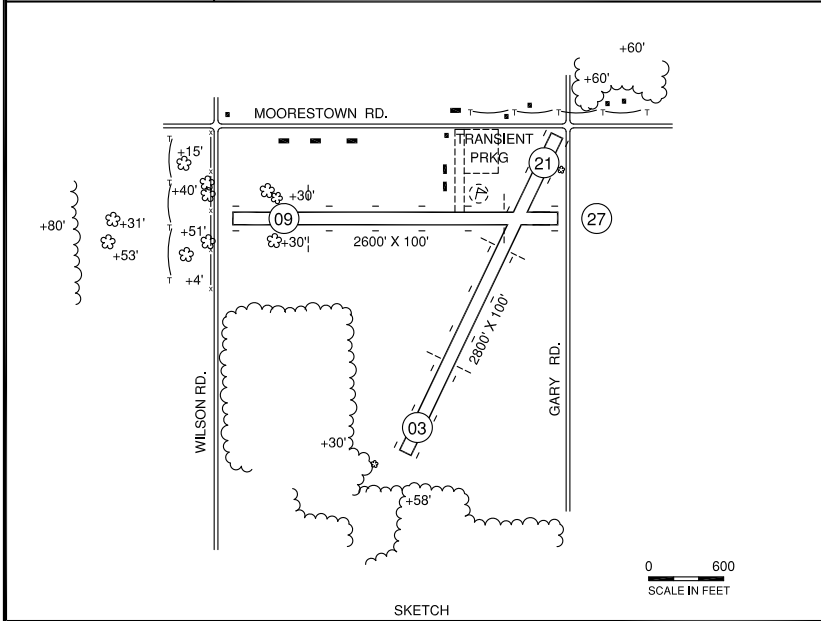 +60'
+60'
MOORESTOWN RD.
TRANSIENT
PRKG
21
+15'
+40'
+30'
+80'
+31'
09
27
+51'
+30'
2600' X 100'
+53'
+4'
2800' X 100'
WILSON RD.
GARY RD.
03
+30'
+58'
0 600
SCALE IN FEET
SKETCH